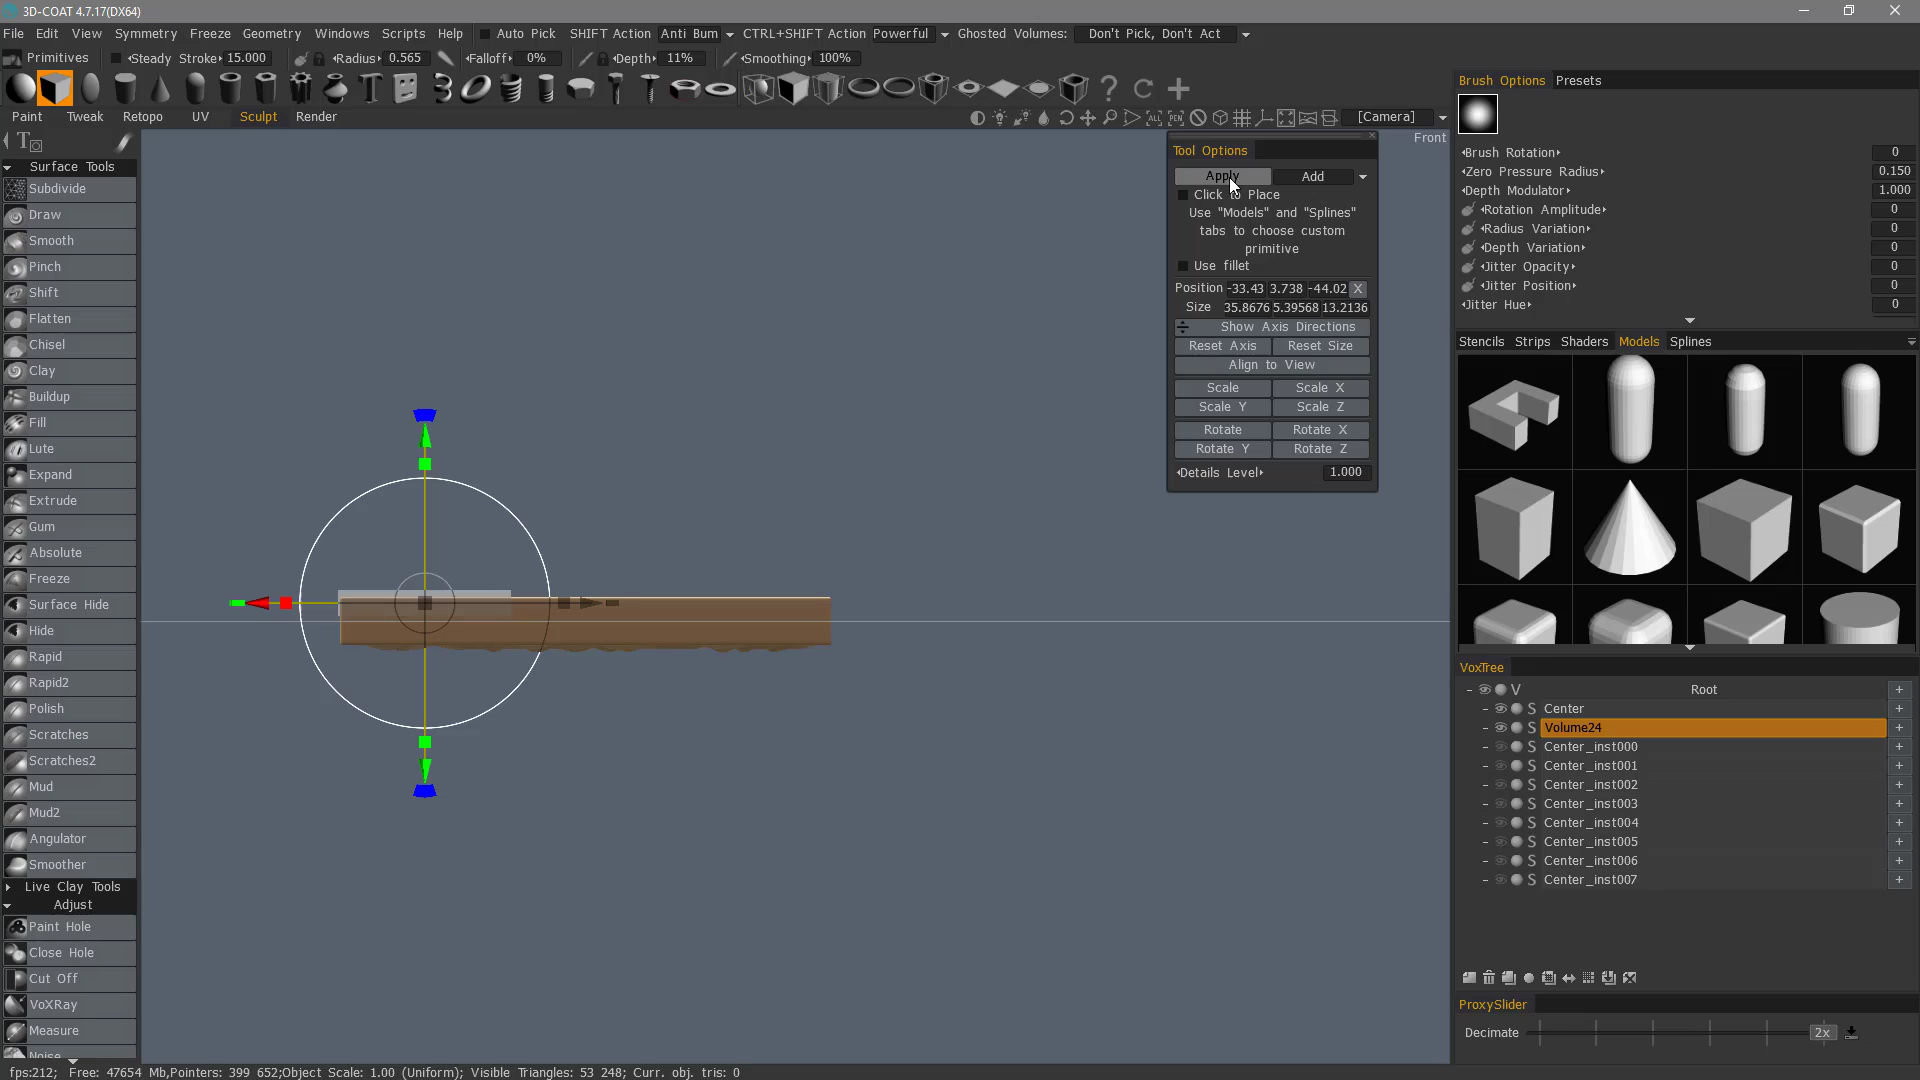 3D-COAT 4.7.17(DX64)
File Edit View Symmetry Freeze Geometry Windows Scripts Help Auto Pick SHIFT Action Anti Bum CTRL+SHIFT Action Powerful Ghosted Volumes: Don't Pick, Don't Act
Primitives Steady Stroke 15.000 Radius 0.565 Falloff 0% Depth 11% Smoothing 100%
Paint Tweak Retopo UV Sculpt Render [Camera]
Front
Surface Tools
Subdivide
Draw
Smooth
Pinch
Shift
Flatten
Chisel
Clay
Buildup
Fill
Lute
Expand
Extrude
Gum
Absolute
Freeze
Surface Hide
Hide
Rapid
Rapid2
Polish
Scratches
Scratches2
Mud
Mud2
Angulator
Smoother
Live Clay Tools
Adjust
Paint Hole
Close Hole
Cut Off
VoXRay
Measure
Noise
Tool Options
Apply Add
Click to Place
Use "Models" and "Splines"
tabs to choose custom
primitive
Use fillet
Position -33.43 3.738 -44.02 X
Size 35.8676 5.39568 13.2136
Show Axis Directions
Reset Axis Reset Size
Align to View
Scale Scale X
Scale Y Scale Z
Rotate Rotate X
Rotate Y Rotate Z
Details Level 1.000
Brush Options Presets
Brush Rotation 0
Zero Pressure Radius 0.150
Depth Modulator 1.000
Rotation Amplitude 0
Radius Variation 0
Depth Variation 0
Jitter Opacity 0
Jitter Position 0
Jitter Hue 0
Stencils Strips Shaders Models Splines
VoxTree
V Root +
S Center +
S Volume24 +
S Center_inst000 +
S Center_inst001 +
S Center_inst002 +
S Center_inst003 +
S Center_inst004 +
S Center_inst005 +
S Center_inst006 +
S Center_inst007 +
ProxySlider
Decimate 2x
fps:212; Free: 47654 Mb,Pointers: 399 652;Object Scale: 1.00 (Uniform); Visible Triangles: 53 248; Curr. obj. tris: 0